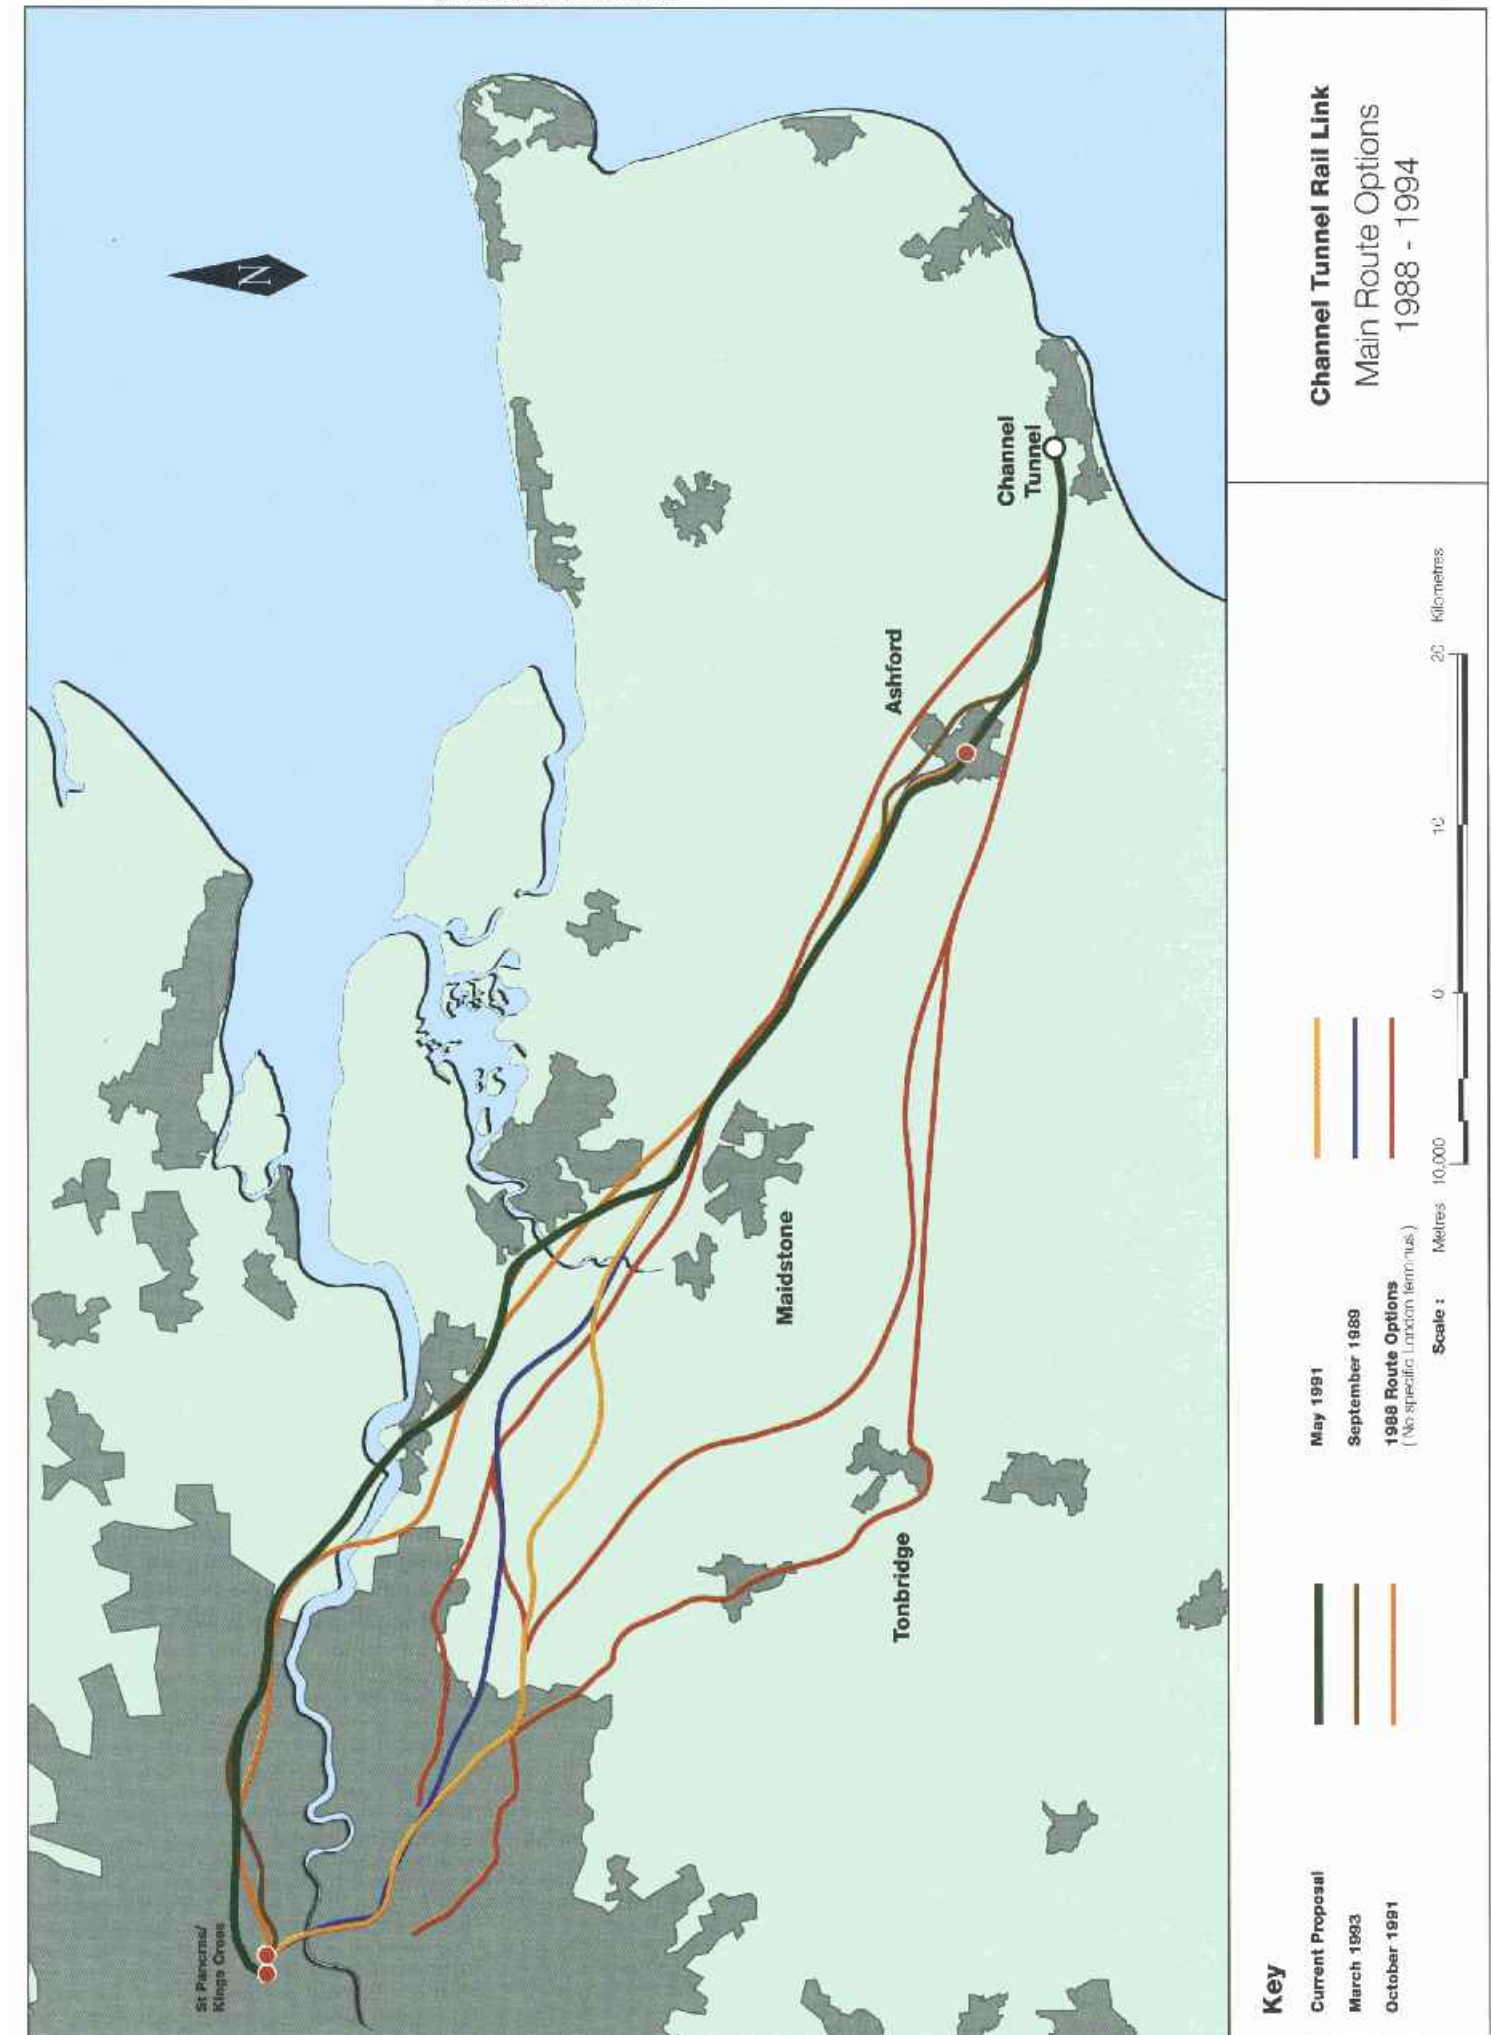 N
St Pancras/
Kings Cross
Tonbridge
Maidstone
Ashford
Channel
Tunnel
Key
Current Proposal
March 1993
October 1991
May 1991
September 1989
1988 Route Options
( No specific London terminus )
Scale :
Metres
10,000
0
10
20
Kilometres
Channel Tunnel Rail Link
Main Route Options
1988 - 1994